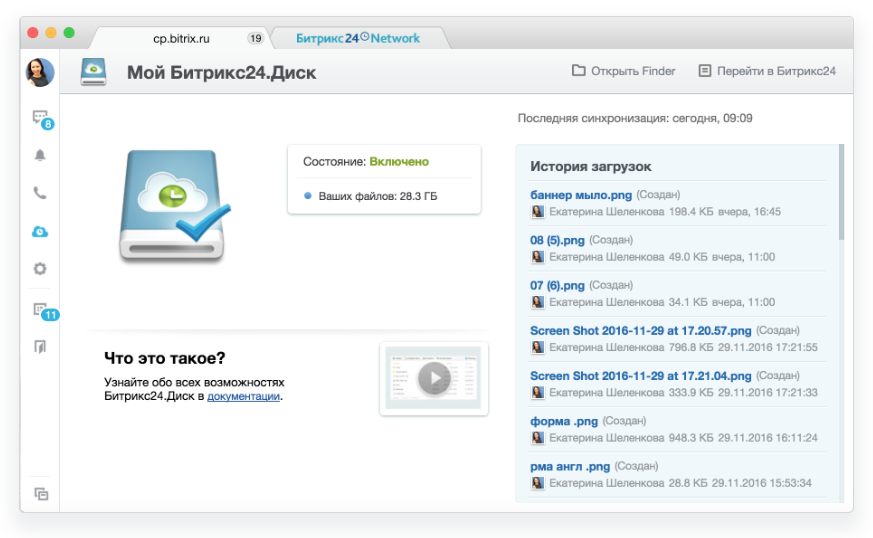 cp.bitrix.ru 19 Битрикс24Network
Мой Битрикс24.Диск Открыть Finder Перейти в Битрикс24
8
11
Последняя синхронизация: сегодня, 09:09
Состояние: Включено
Ваших файлов: 28.3 ГБ
Что это такое?
Узнайте обо всех возможностях
Битрикс24.Диск в документации.
История загрузок
баннер мыло.png (Создан)
Екатерина Шеленкова 198.4 КБ вчера, 16:45
08 (5).png (Создан)
Екатерина Шеленкова 49.0 КБ вчера, 11:00
07 (6).png (Создан)
Екатерина Шеленкова 34.1 КБ вчера, 11:00
Screen Shot 2016-11-29 at 17.20.57.png (Создан)
Екатерина Шеленкова 796.8 КБ 29.11.2016 17:21:55
Screen Shot 2016-11-29 at 17.21.04.png (Создан)
Екатерина Шеленкова 333.9 КБ 29.11.2016 17:21:33
форма .png (Создан)
Екатерина Шеленкова 948.3 КБ 29.11.2016 16:11:24
рма англ .png (Создан)
Екатерина Шеленкова 28.8 КБ 29.11.2016 15:53:34